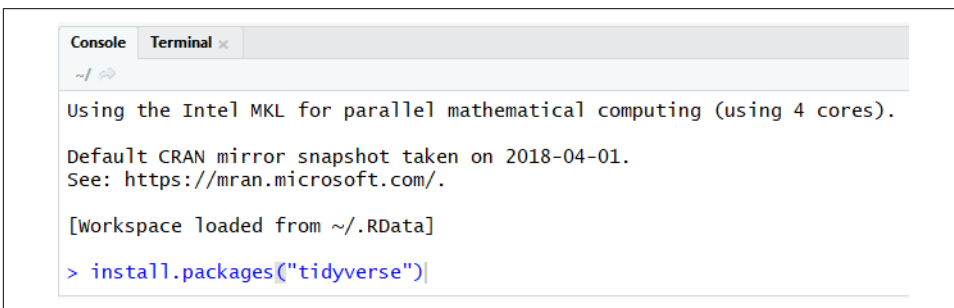 Console Terminal ×
~/
Using the Intel MKL for parallel mathematical computing (using 4 cores).
Default CRAN mirror snapshot taken on 2018-04-01.
See: https://mran.microsoft.com/.
[Workspace loaded from ~/.RData]
> install.packages("tidyverse")